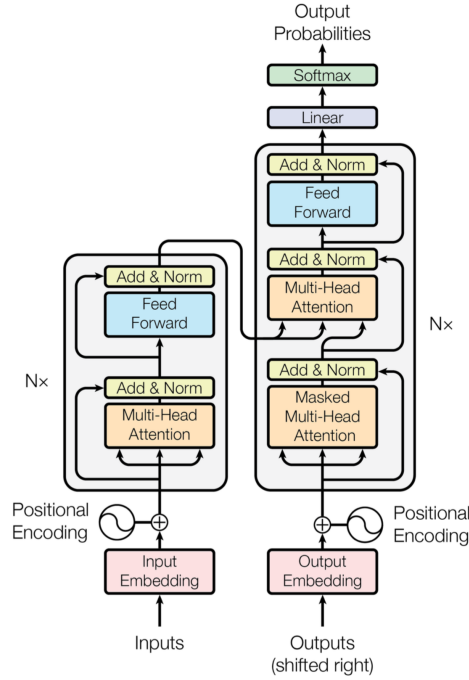 Output
Probabilities
Softmax
Linear
Add & Norm
Feed
Forward
Add & Norm
Multi-Head
Attention
Add & Norm
Masked
Multi-Head
Attention
Nx
Add & Norm
Feed
Forward
Add & Norm
Multi-Head
Attention
Nx
Positional
Encoding
Positional
Encoding
Input
Embedding
Output
Embedding
Inputs
Outputs
(shifted right)